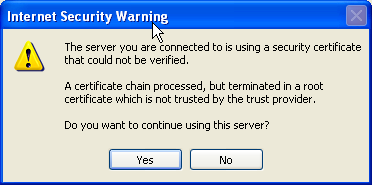 Internet Security Warning
The server you are connected to is using a security certificate
that could not be verified.
A certificate chain processed, but terminated in a root
certificate which is not trusted by the trust provider.
Do you want to continue using this server?
Yes
No